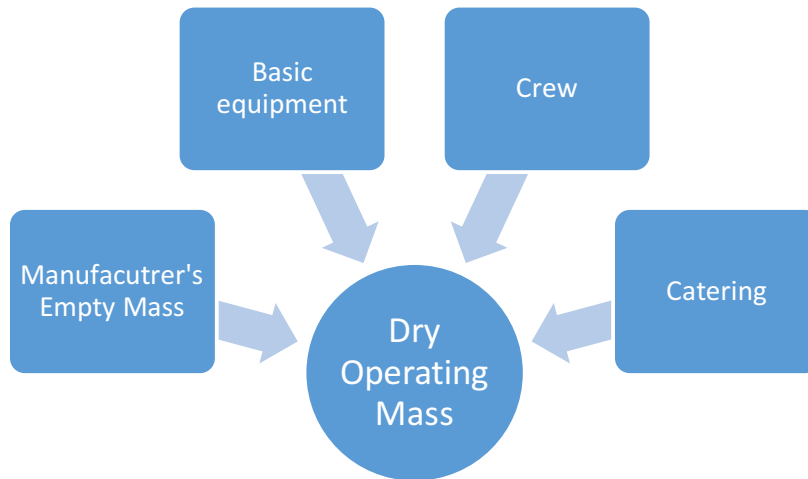 Basic
equipment
Crew
Manufacutrer's
Empty Mass
Catering
Dry
Operating
Mass